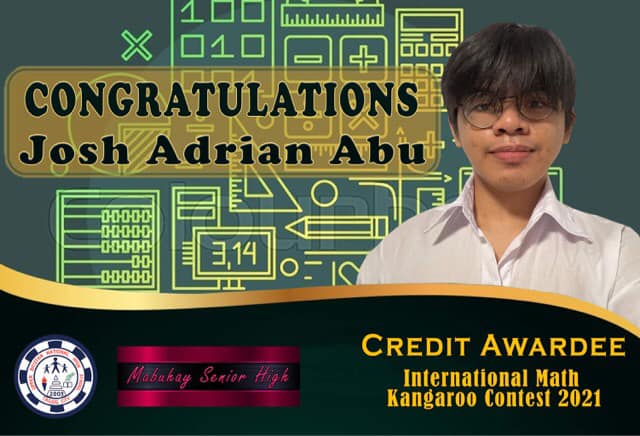 CONGRATULATIONS
Josh Adrian Abu
3,14
Mabuhay Senior High
CREDIT AWARDEE
International Math
Kangaroo Contest 2021